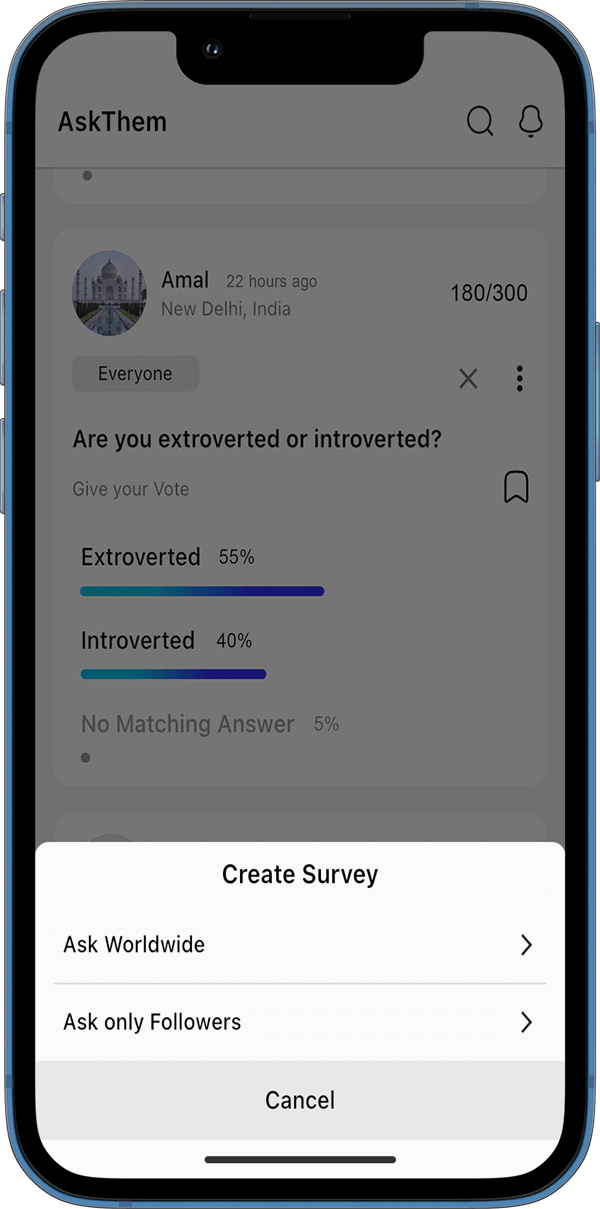 AskThem
Amal 22 hours ago
New Delhi, India
180/300
Everyone
Are you extroverted or introverted?
Give your Vote
Extroverted 55%
Introverted 40%
No Matching Answer 5%
Create Survey
Ask Worldwide
Ask only Followers
Cancel